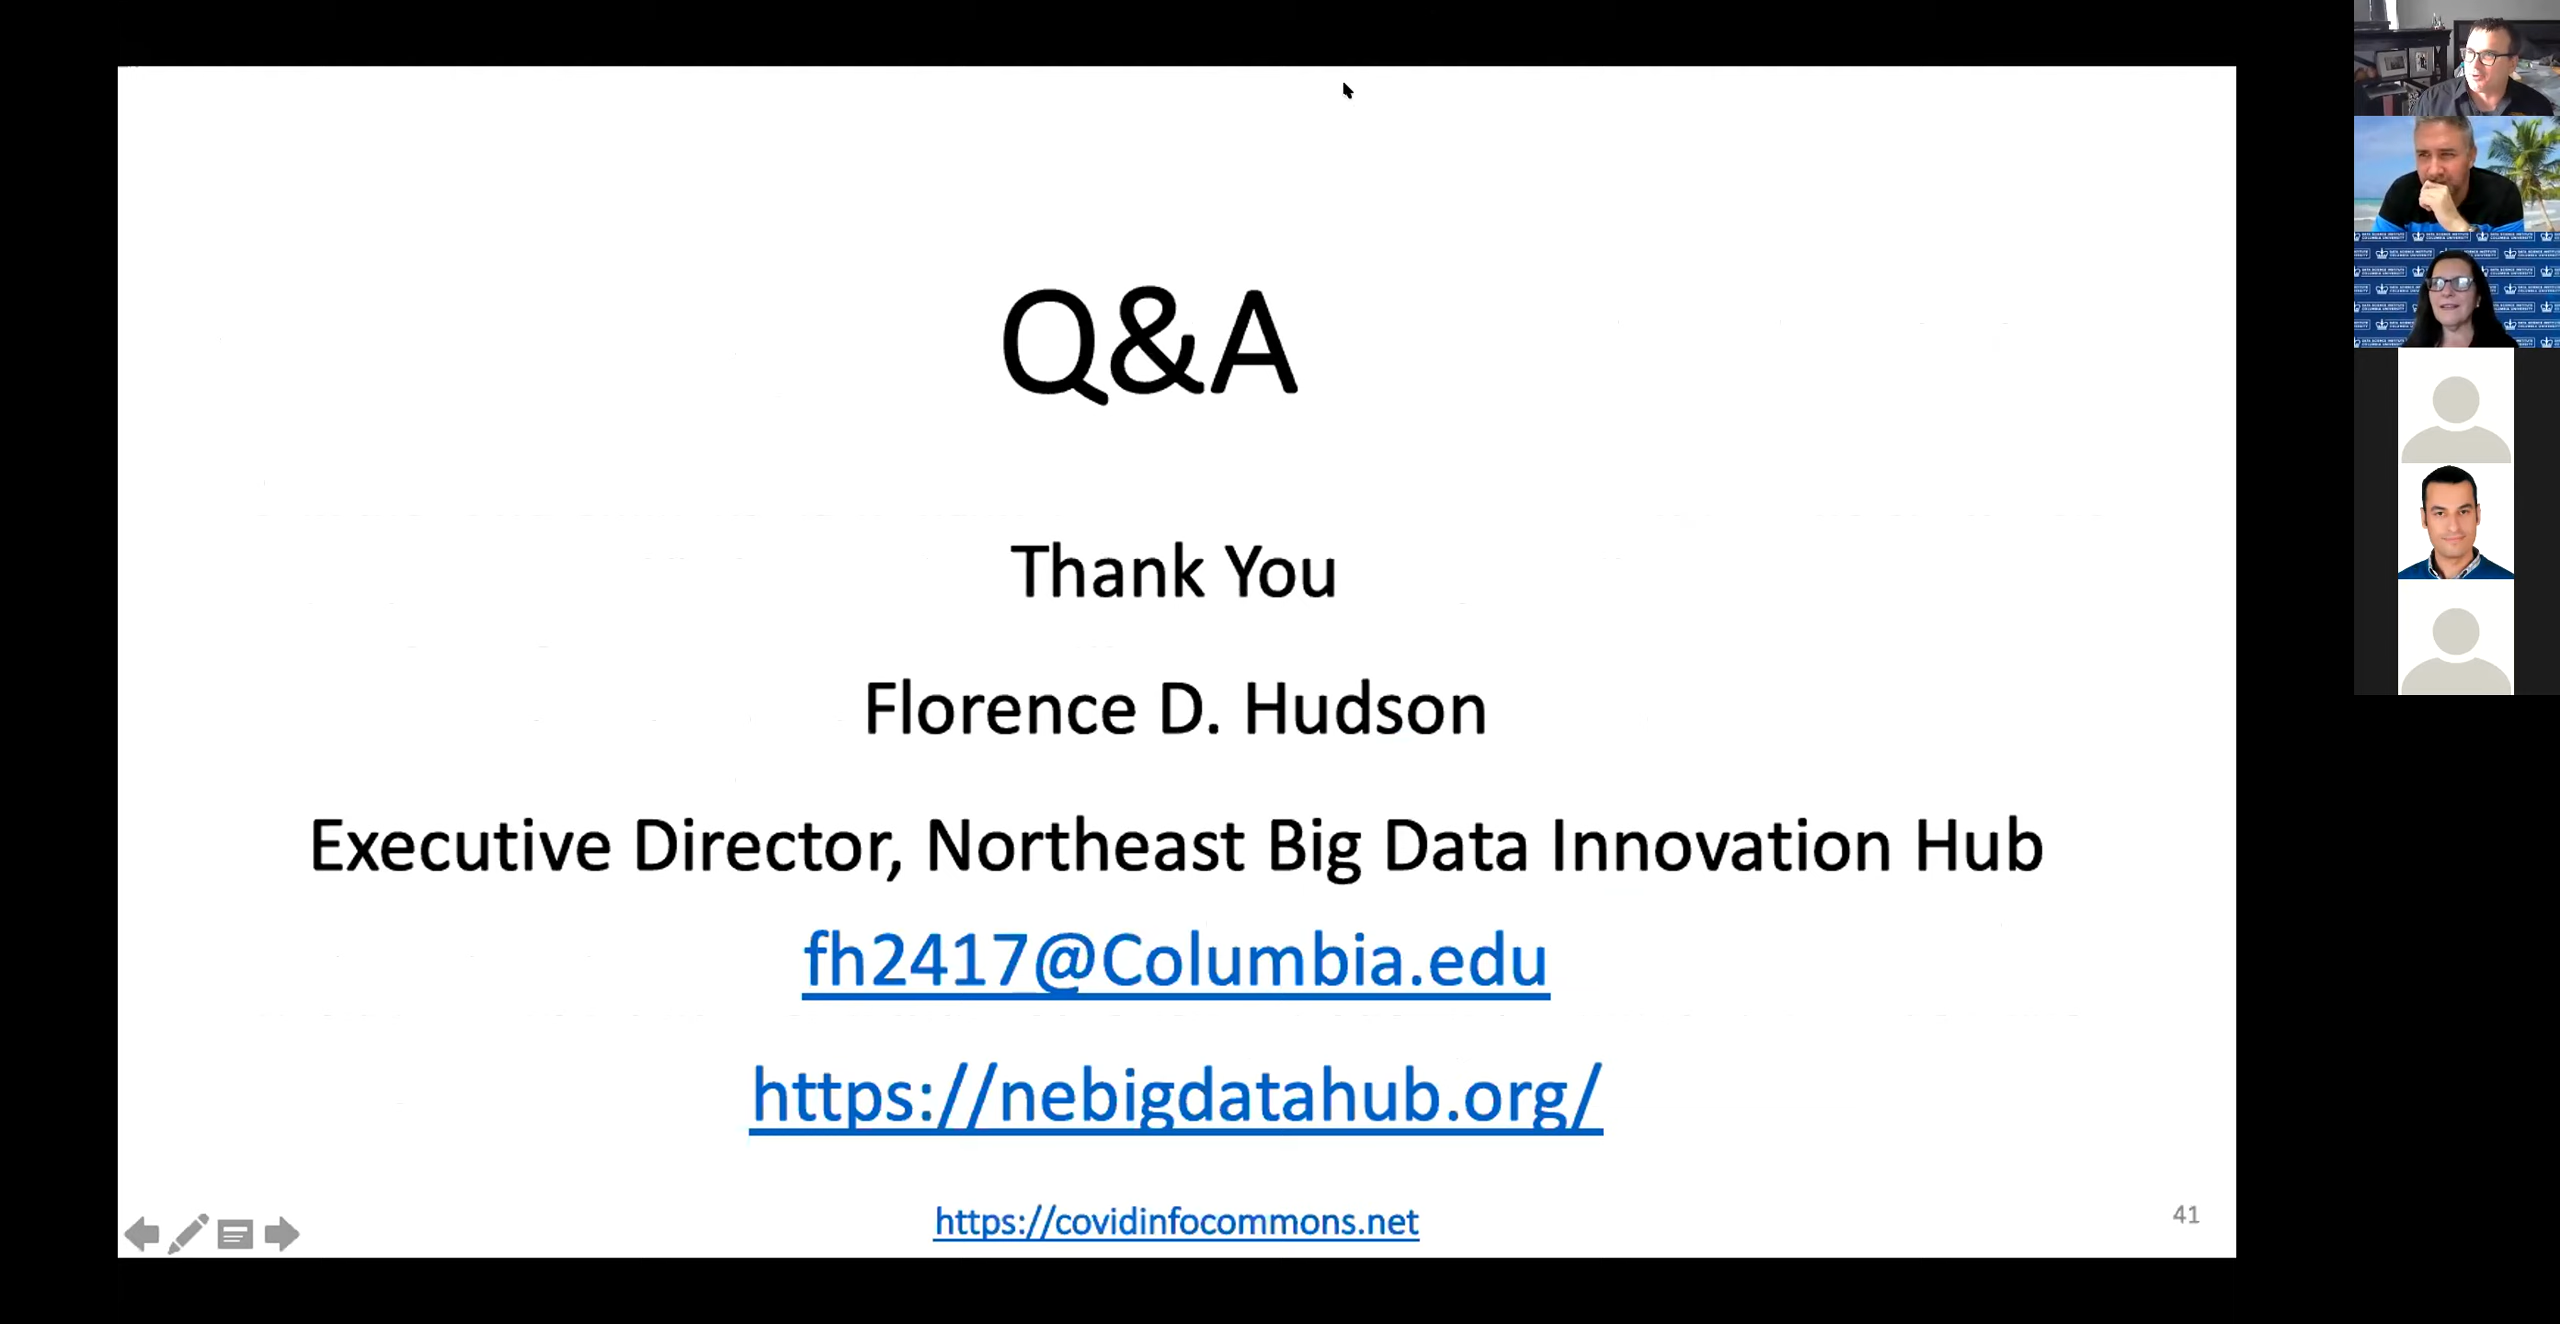 Q&A
Thank You
Florence D. Hudson
Executive Director, Northeast Big Data Innovation Hub
fh2417@Columbia.edu
https://nebigdatahub.org/
https://covidinfocommons.net
41